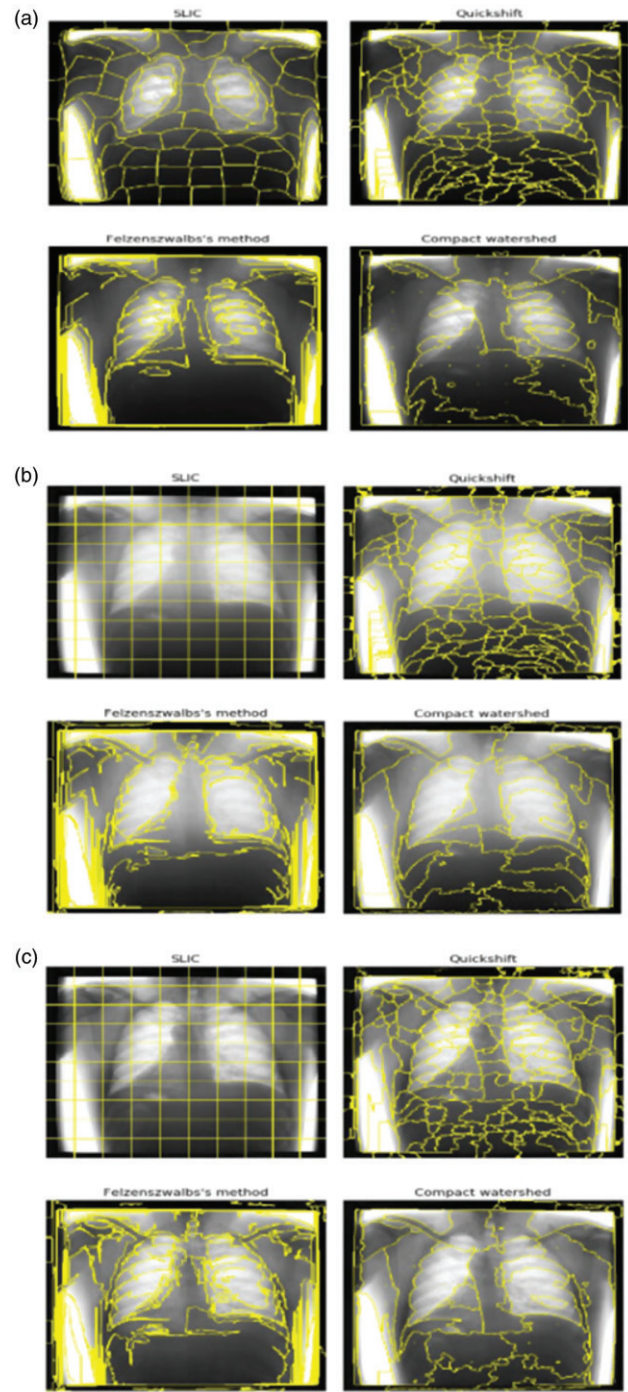 (a)
SLIC
Quickshift
Felzenszwalbs's method
Compact watershed
(b)
SLIC
Quickshift
Felzenszwalbs's method
Compact watershed
(c)
SLIC
Quickshift
Felzenszwalbs's method
Compact watershed